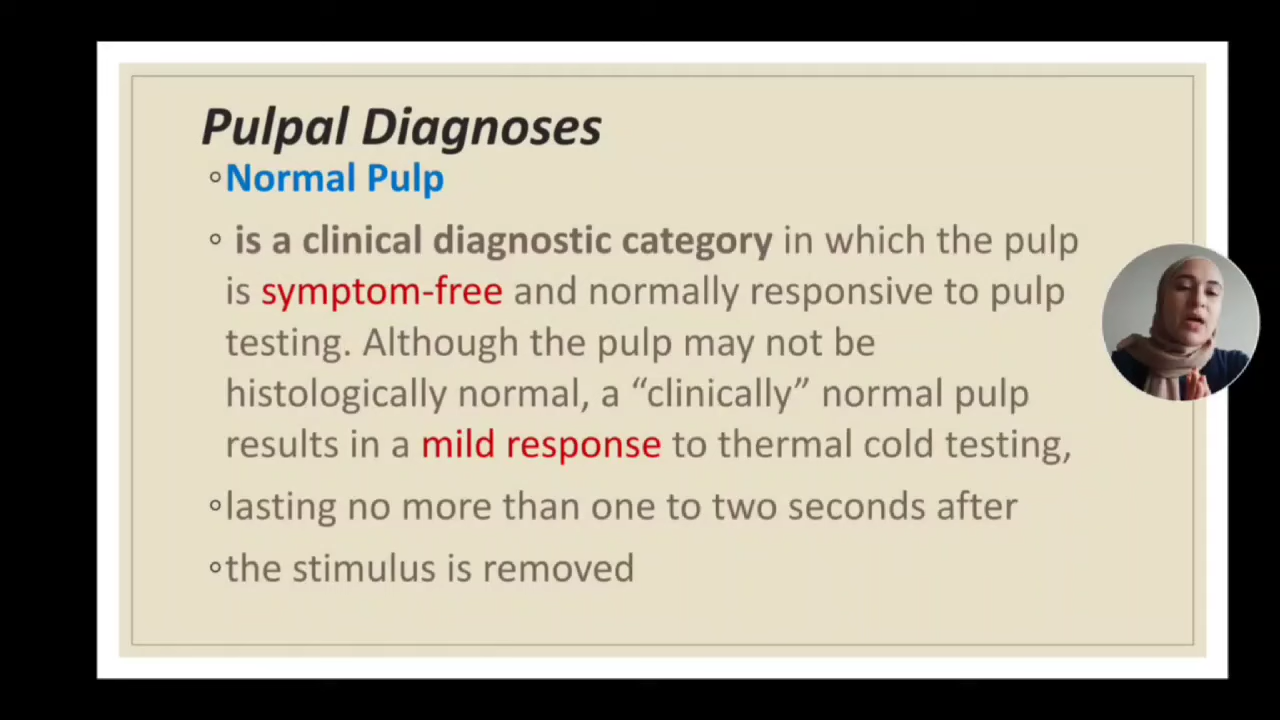 Pulpal Diagnoses
◦Normal Pulp
◦ is a clinical diagnostic category in which the pulp
is symptom-free and normally responsive to pulp
testing. Although the pulp may not be
histologically normal, a “clinically” normal pulp
results in a mild response to thermal cold testing,
◦lasting no more than one to two seconds after
◦the stimulus is removed